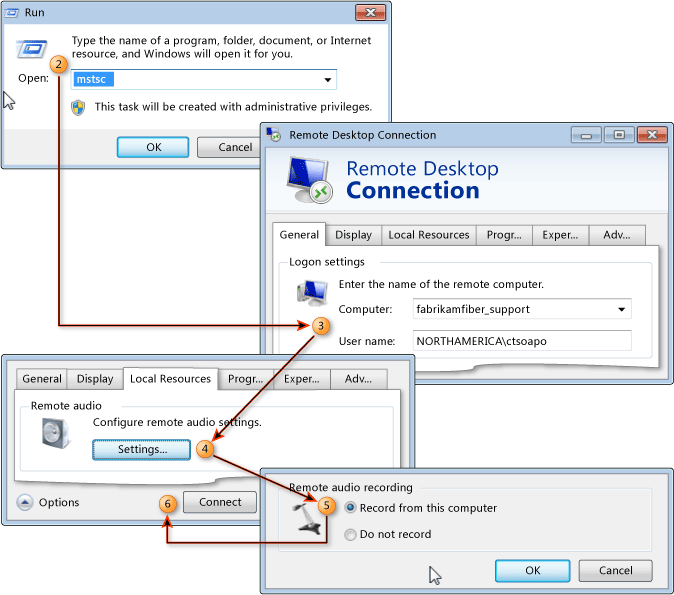 Run
Type the name of a program, folder, document, or Internet
resource, and Windows will open it for you.
2
Open: mstsc
This task will be created with administrative privileges.
OK Cancel
Remote Desktop Connection
Remote Desktop
Connection
General Display Local Resources Progr... Exper... Adv...
Logon settings
Enter the name of the remote computer.
Computer: fabrikamfiber_support
3
User name: NORTHAMERICA\ctsoapo
General Display Local Resources Progr... Exper... Adv...
Remote audio
Configure remote audio settings.
Settings... 4
Options 6 Connect
Remote audio recording
5 Record from this computer
Do not record
OK Cancel